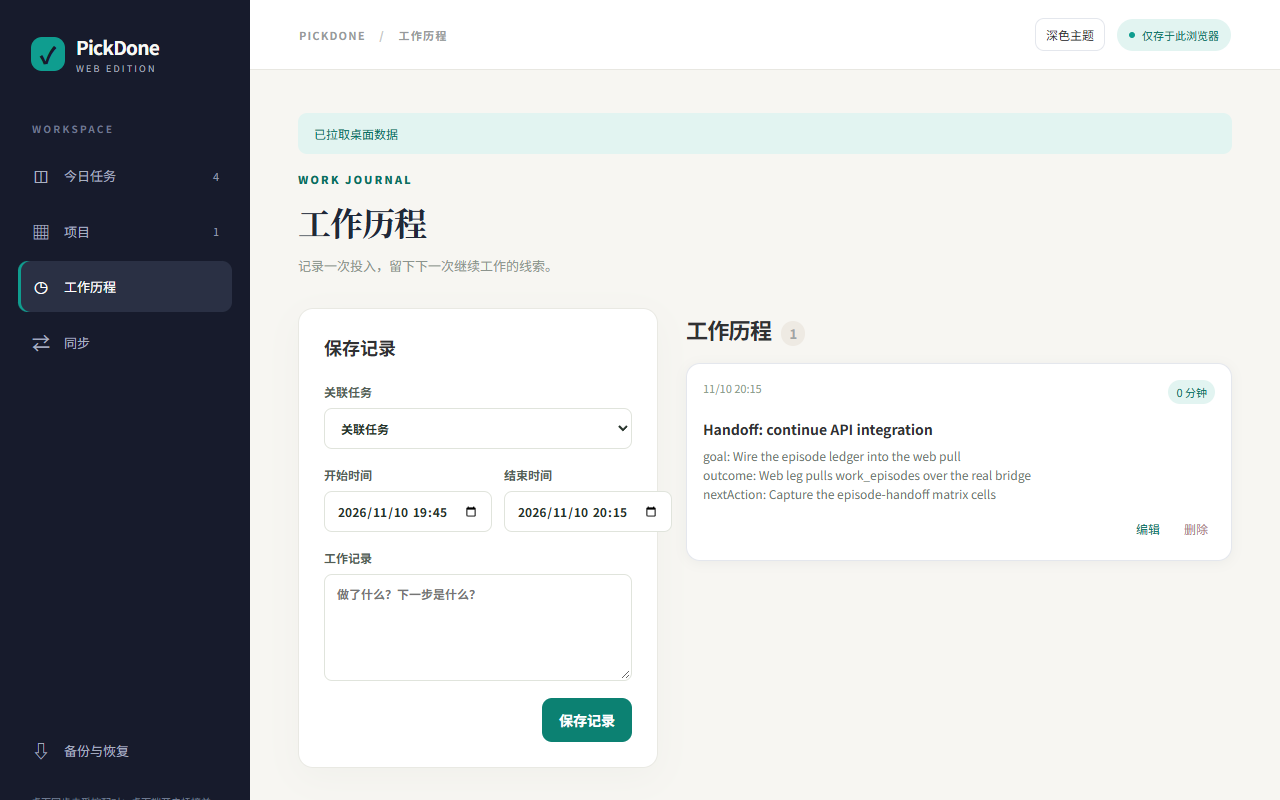 PickDone
WEB EDITION
WORKSPACE
今日任务 4
项目 1
工作历程
同步
备份与恢复
PICKDONE / 工作历程
深色主题
仅存于此浏览器
已拉取桌面数据
WORK JOURNAL
工作历程
记录一次投入，留下下一次继续工作的线索。
保存记录
关联任务
关联任务
开始时间 结束时间
2026/11/10 19:45 2026/11/10 20:15
工作记录
做了什么？下一步是什么？
保存记录
工作历程 1
11/10 20:15 0 分钟
Handoff: continue API integration
goal: Wire the episode ledger into the web pull
outcome: Web leg pulls work_episodes over the real bridge
nextAction: Capture the episode-handoff matrix cells
编辑 删除